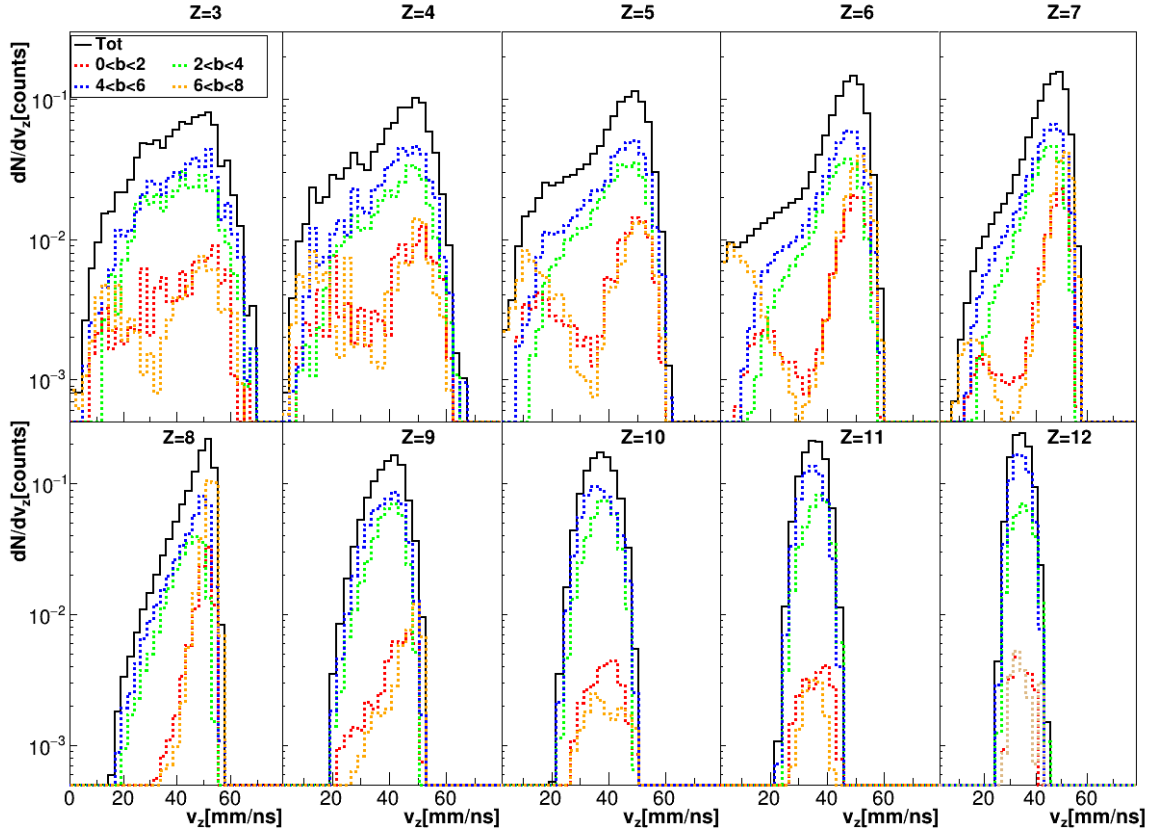 Z=3 Z=4 Z=5 Z=6 Z=7
dN/dv_z[counts]
Tot
0<b<2 2<b<4
4<b<6 6<b<8
10^-1
10^-2
10^-3
Z=8 Z=9 Z=10 Z=11 Z=12
dN/dv_z[counts]
10^-1
10^-2
10^-3
0 20 40 60 20 40 60 20 40 60 20 40 60 20 40 60
v_z[mm/ns] v_z[mm/ns] v_z[mm/ns] v_z[mm/ns] v_z[mm/ns]